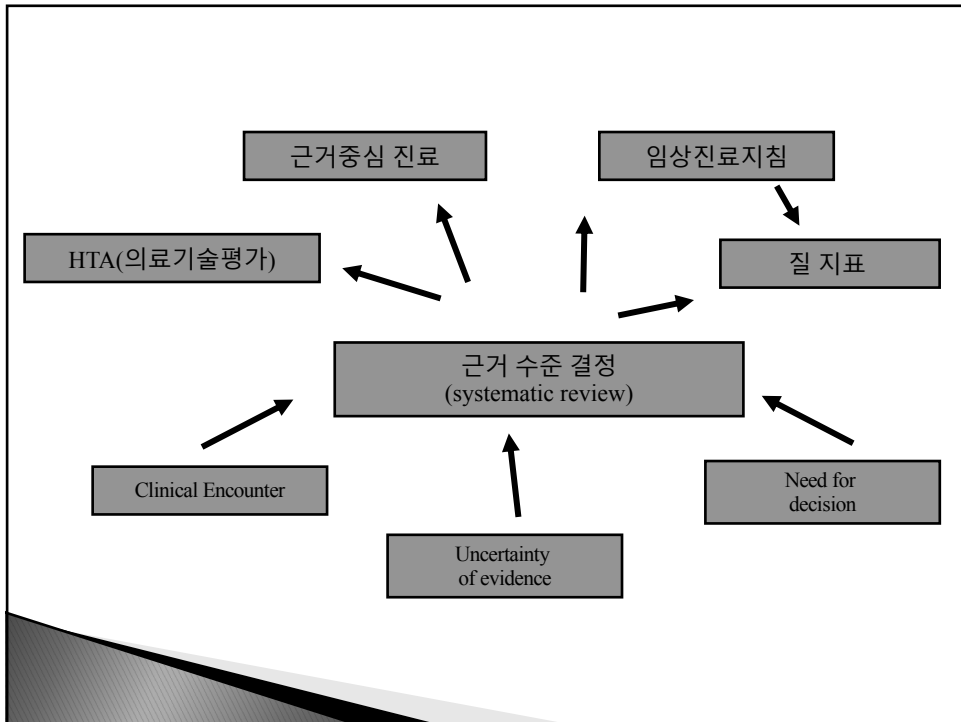 근거중심 진료
임상진료지침
HTA(의료기술평가)
질 지표
근거 수준 결정
(systematic review)
Clinical Encounter
Need for
decision
Uncertainty
of evidence